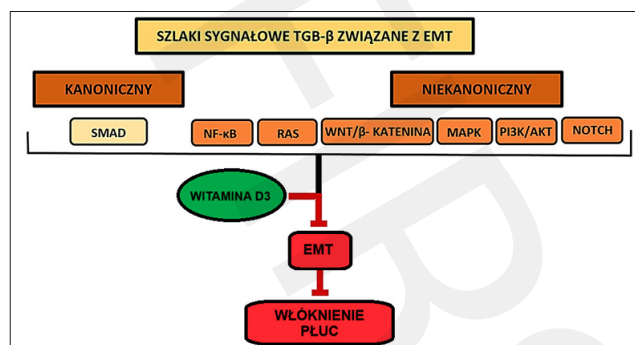 SZLAKI SYGNAŁOWE TGB-β ZWIĄZANE Z EMT
KANONICZNY
NIEKANONICZNY
SMAD
NF-κB
RAS
WNT/β- KATENINA
MAPK
PI3K/AKT
NOTCH
WITAMINA D3
EMT
WŁÓKNIENIE
PŁUC